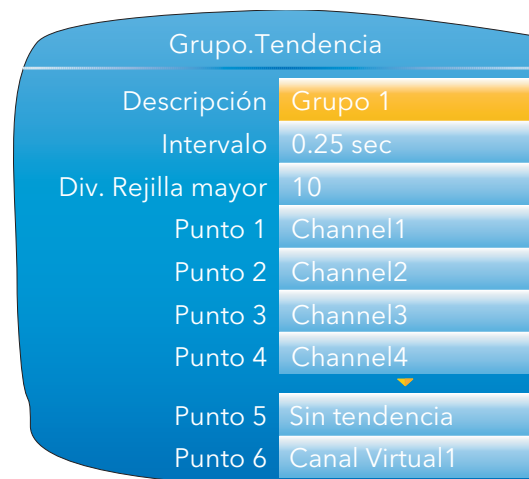 Grupo.Tendencia
Descripción Grupo 1
Intervalo 0.25 sec
Div. Rejilla mayor 10
Punto 1 Channel1
Punto 2 Channel2
Punto 3 Channel3
Punto 4 Channel4
Punto 5 Sin tendencia
Punto 6 Canal Virtual1